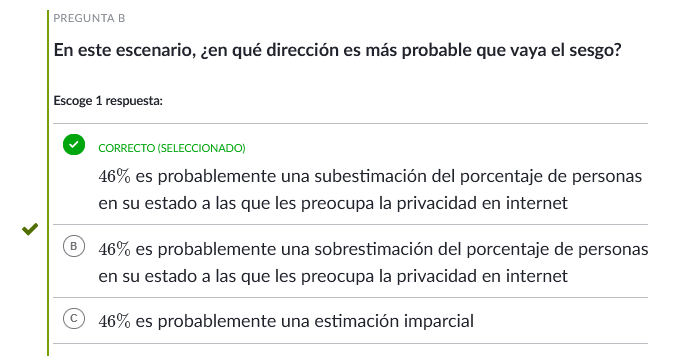 PREGUNTA B
En este escenario, ¿en qué dirección es más probable que vaya el sesgo?
Escoge 1 respuesta:
CORRECTO (SELECCIONADO)
46% es probablemente una subestimación del porcentaje de personas
en su estado a las que les preocupa la privacidad en internet
B
46% es probablemente una sobrestimación del porcentaje de personas
en su estado a las que les preocupa la privacidad en internet
C
46% es probablemente una estimación imparcial